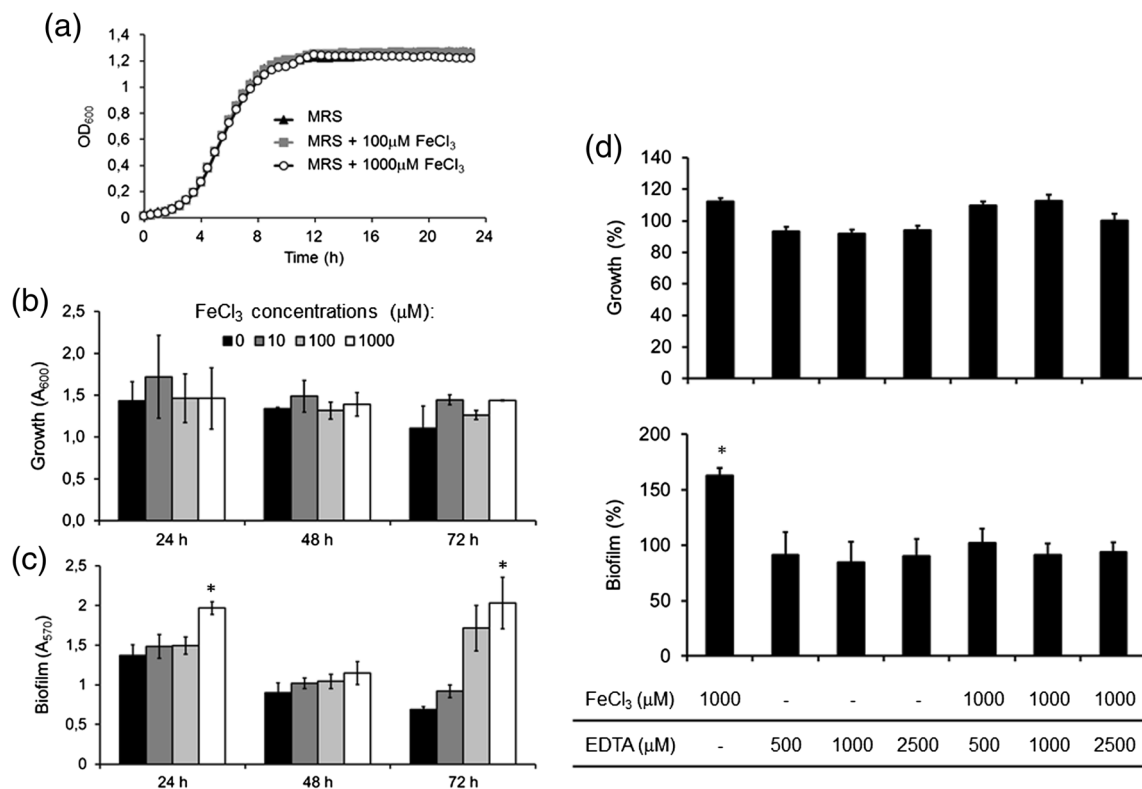 (a)
1,4
1,2
1
0,8
0,6
0,4
0,2
0
OD600
MRS
MRS + 100μM FeCl3
MRS + 1000μM FeCl3
0 4 8 12 16 20 24
Time (h)
(b)
2,5
2,0
1,5
1,0
0,5
0,0
Growth (A600)
FeCl3 concentrations (μM):
0 10 100 1000
24 h 48 h 72 h
(c)
2,5
2
1,5
1
0,5
0
Biofilm (A570)
* *
24 h 48 h 72 h
(d)
140
120
100
80
60
40
20
0
Growth (%)
200
150
100
50
0
Biofilm (%)
*
FeCl3 (μM) 1000 - - - 1000 1000 1000
EDTA (μM) - 500 1000 2500 500 1000 2500